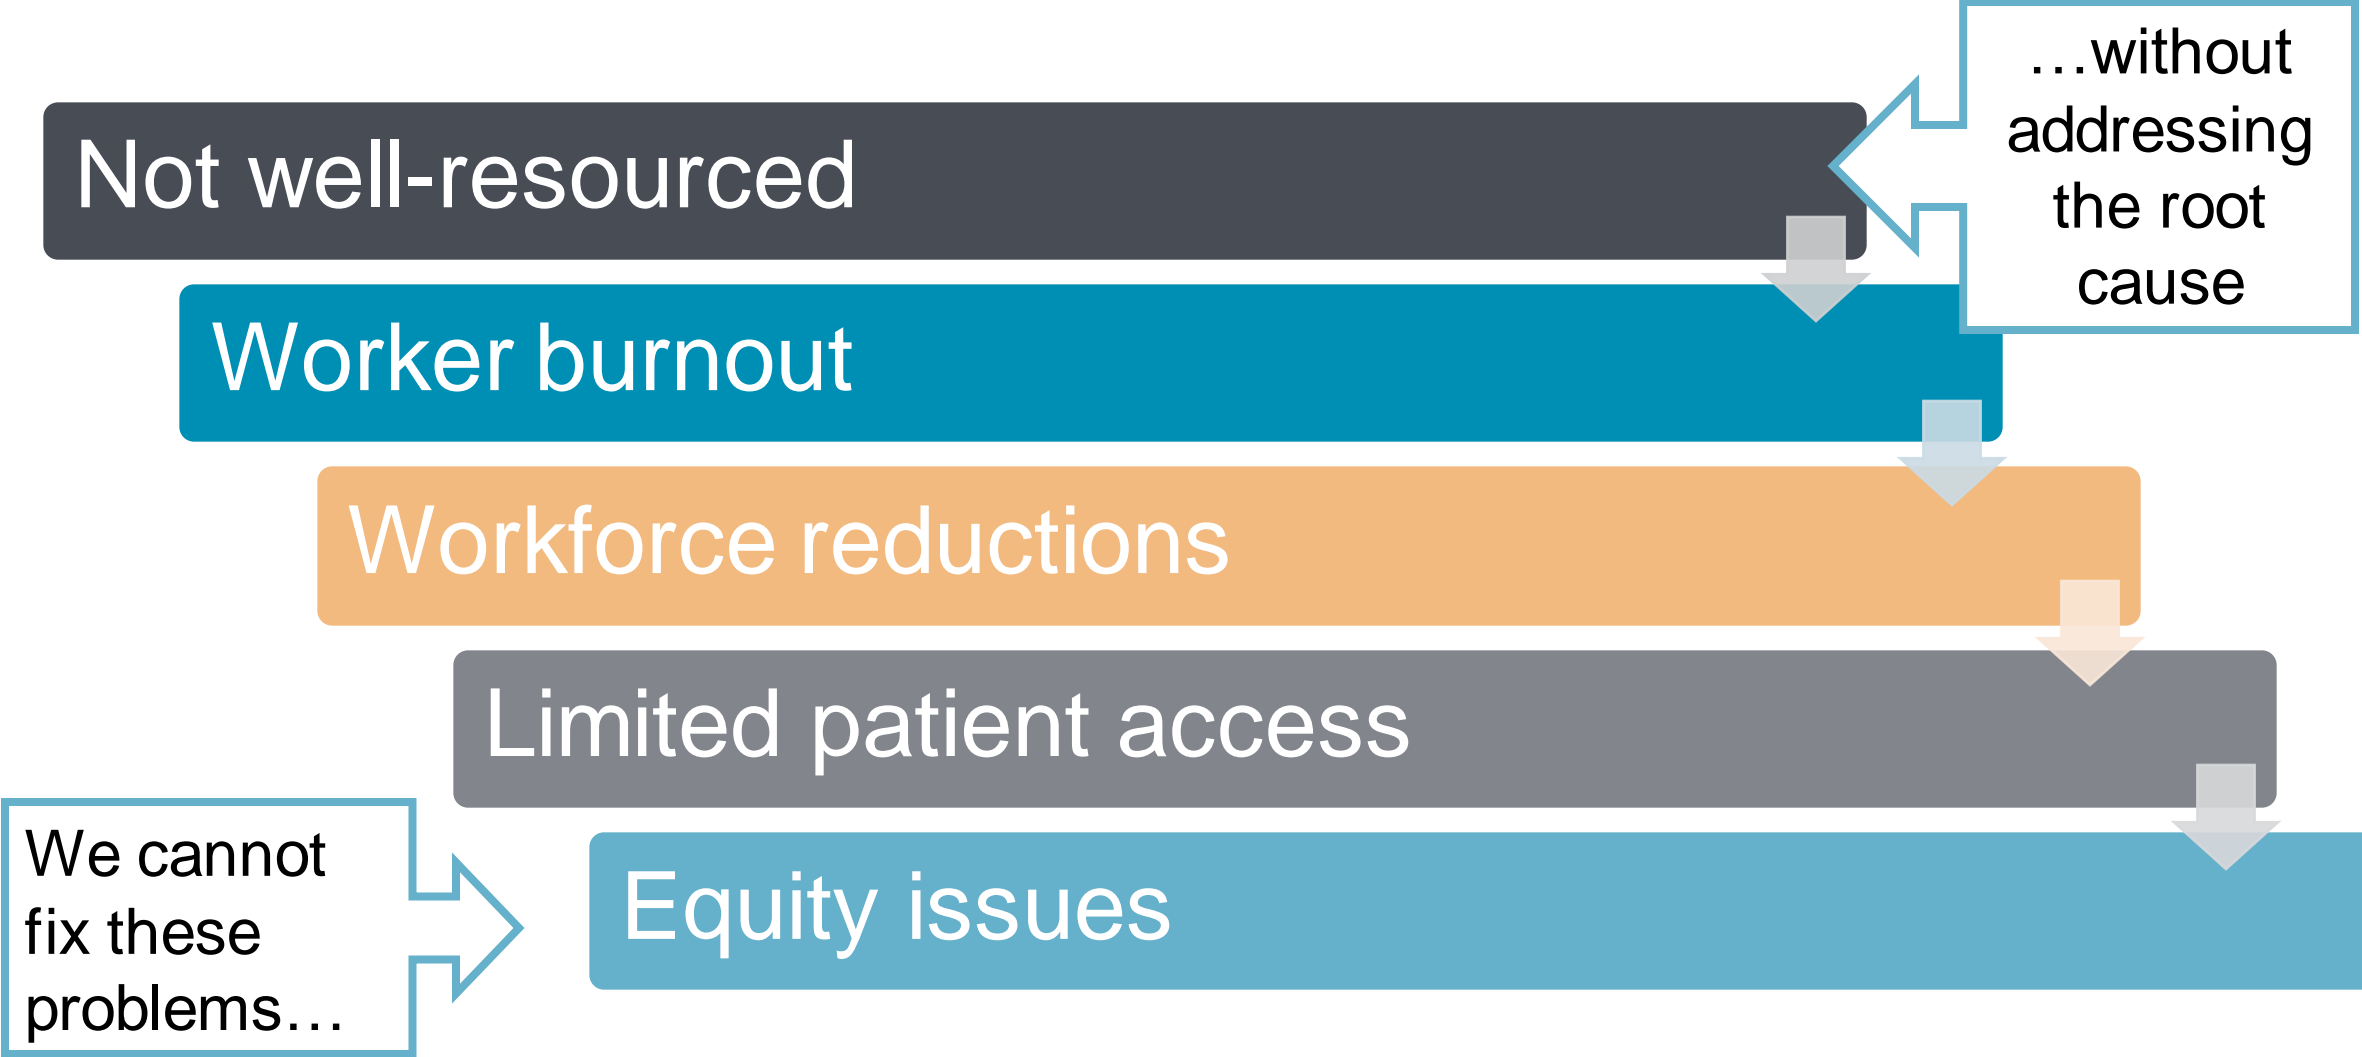 Not well-resourced
Worker burnout
Workforce reductions
Limited patient access
Equity issues
We cannot
fix these
problems…
…without
addressing
the root
cause